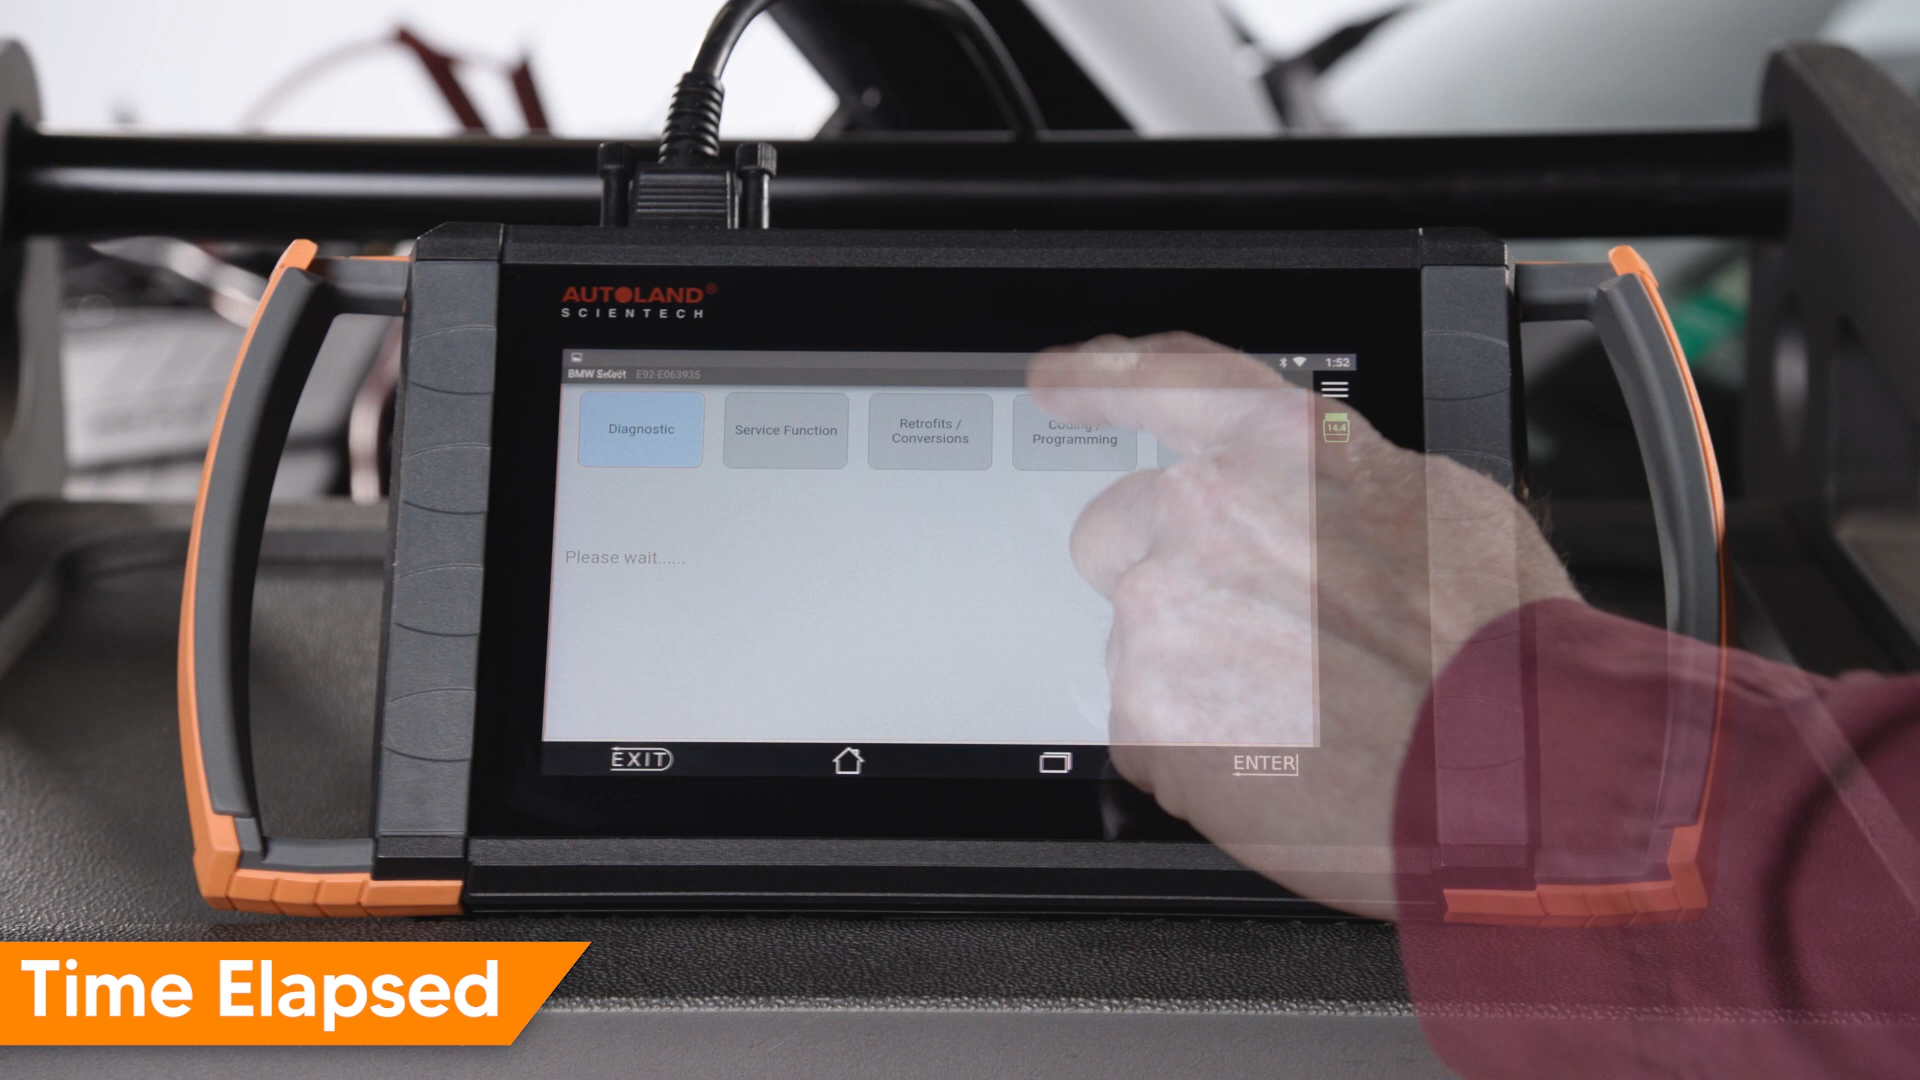 AUTOLAND®
SCIENTECH
1:52
BMW E92-E063935
14.4
Diagnostic
Service Function
Retrofits /
Conversions
Coding /
Programming
Please wait......
EXIT
ENTER
Time Elapsed